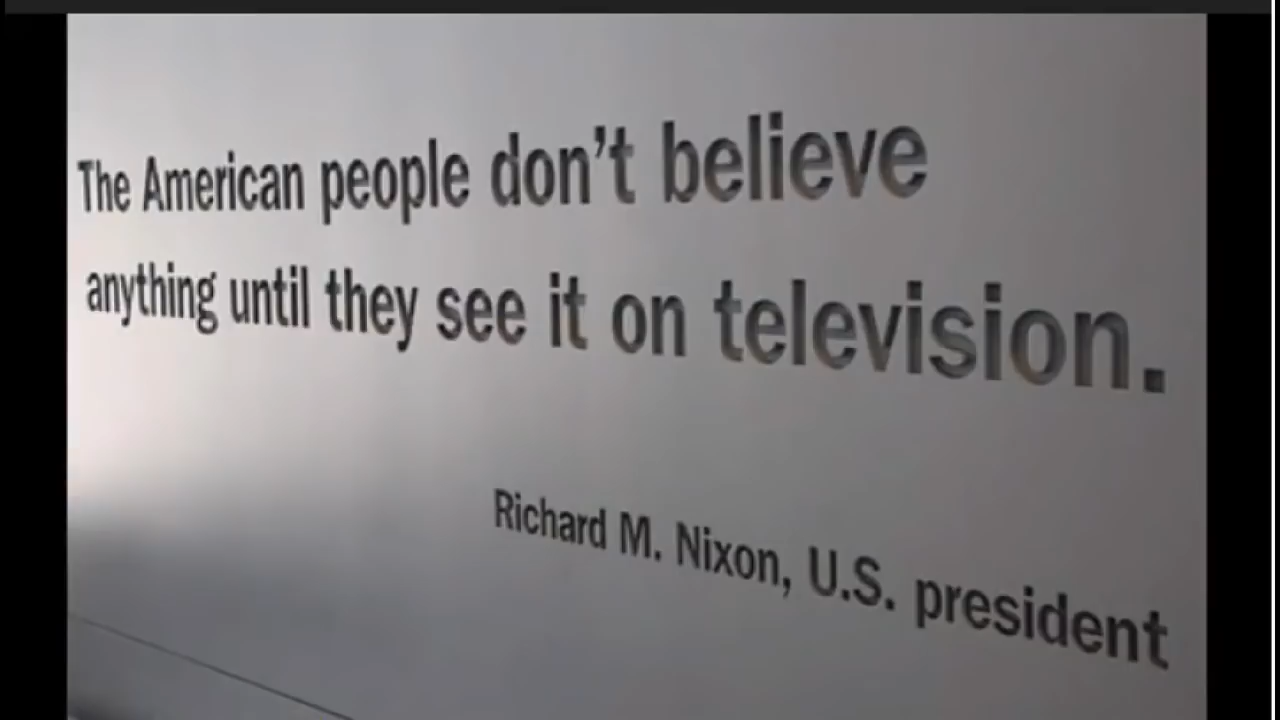 The American people don’t believe
anything until they see it on television.
Richard M. Nixon, U.S. president